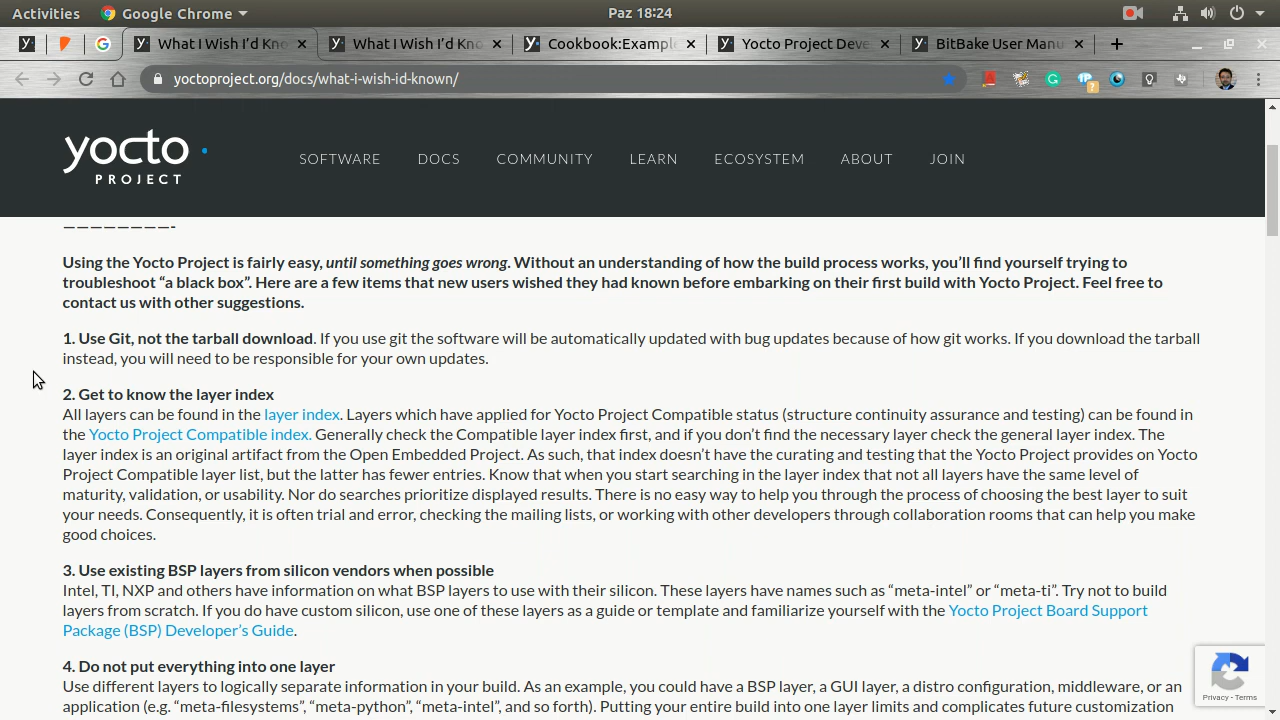 Activities
Google Chrome
Paz 18:24
What I Wish I'd Kno
What I Wish I'd Kno
Cookbook:Exampl
Yocto Project Deve
BitBake User Manu
yoctoproject.org/docs/what-i-wish-id-known/
yocto
PROJECT
SOFTWARE
DOCS
COMMUNITY
LEARN
ECOSYSTEM
ABOUT
JOIN
————————-
Using the Yocto Project is fairly easy, until something goes wrong. Without an understanding of how the build process works, you'll find yourself trying to
troubleshoot “a black box”. Here are a few items that new users wished they had known before embarking on their first build with Yocto Project. Feel free to
contact us with other suggestions.
1. Use Git, not the tarball download. If you use git the software will be automatically updated with bug updates because of how git works. If you download the tarball
instead, you will need to be responsible for your own updates.
2. Get to know the layer index
All layers can be found in the layer index. Layers which have applied for Yocto Project Compatible status (structure continuity assurance and testing) can be found in
the Yocto Project Compatible index. Generally check the Compatible layer index first, and if you don't find the necessary layer check the general layer index. The
layer index is an original artifact from the Open Embedded Project. As such, that index doesn't have the curating and testing that the Yocto Project provides on Yocto
Project Compatible layer list, but the latter has fewer entries. Know that when you start searching in the layer index that not all layers have the same level of
maturity, validation, or usability. Nor do searches prioritize displayed results. There is no easy way to help you through the process of choosing the best layer to suit
your needs. Consequently, it is often trial and error, checking the mailing lists, or working with other developers through collaboration rooms that can help you make
good choices.
3. Use existing BSP layers from silicon vendors when possible
Intel, TI, NXP and others have information on what BSP layers to use with their silicon. These layers have names such as “meta-intel” or “meta-ti”. Try not to build
layers from scratch. If you do have custom silicon, use one of these layers as a guide or template and familiarize yourself with the Yocto Project Board Support
Package (BSP) Developer's Guide.
4. Do not put everything into one layer
Use different layers to logically separate information in your build. As an example, you could have a BSP layer, a GUI layer, a distro configuration, middleware, or an
application (e.g. “meta-filesystems”, “meta-python”, “meta-intel”, and so forth). Putting your entire build into one layer limits and complicates future customization
Privacy - Terms